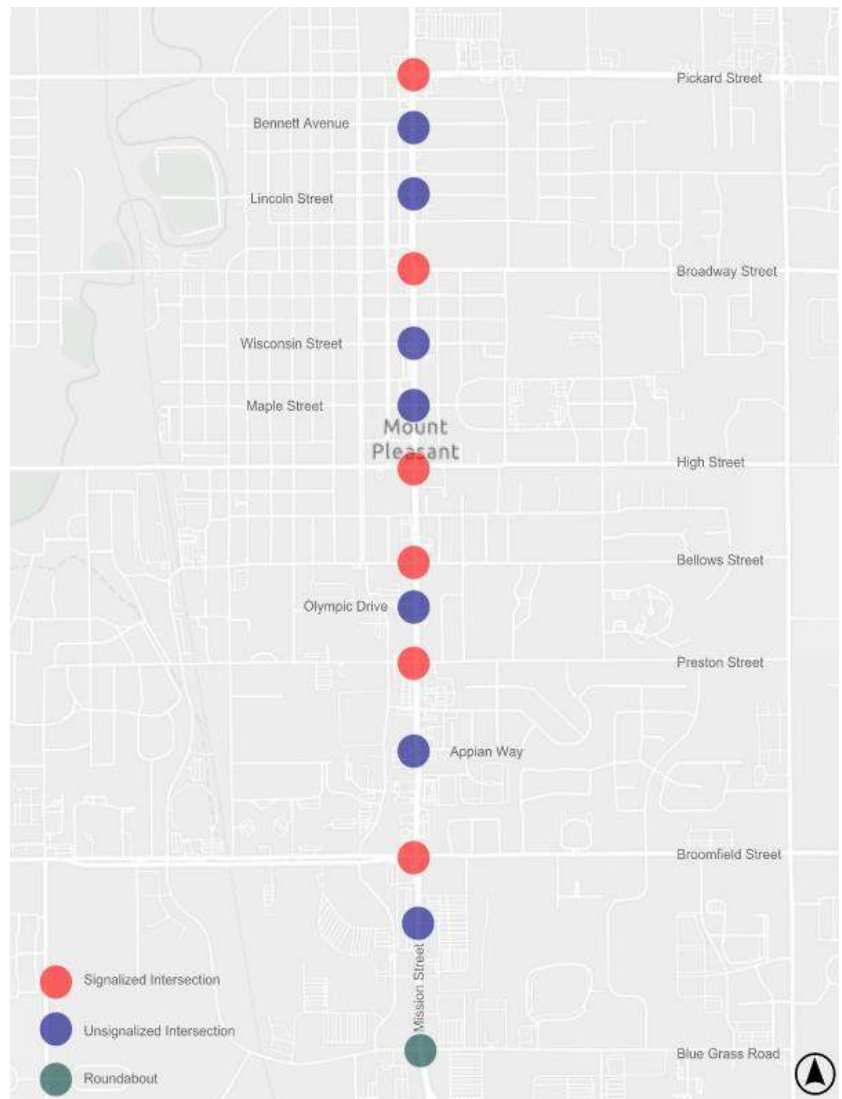 Pickard Street
Bennett Avenue
Lincoln Street
Broadway Street
Wisconsin Street
Maple Street
Mount
Pleasant
High Street
Bellows Street
Olympic Drive
Preston Street
Appian Way
Broomfield Street
Mission Street
Signalized Intersection
Unsignalized Intersection
Blue Grass Road
Roundabout